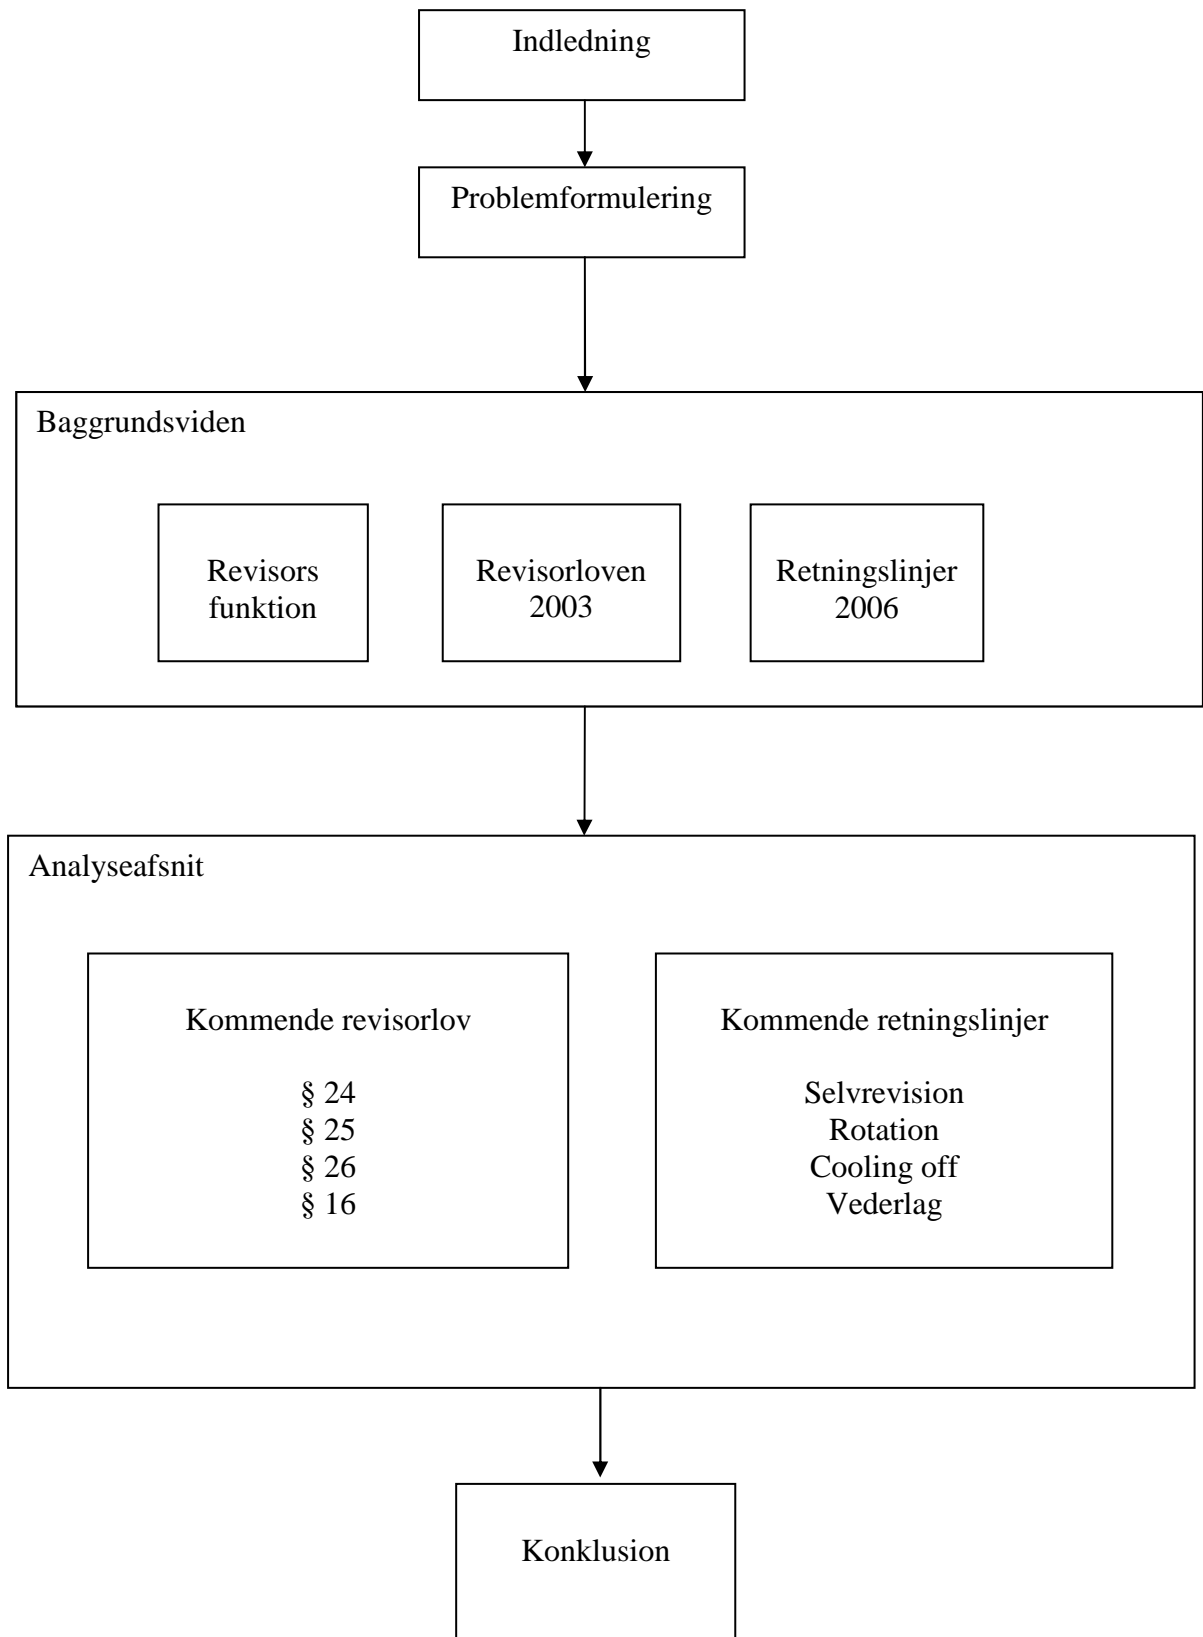 Indledning
Problemformulering
Baggrundsviden
Revisors
funktion
Revisorloven
2003
Retningslinjer
2006
Analyseafsnit
Kommende revisorlov
§ 24
§ 25
§ 26
§ 16
Kommende retningslinjer
Selvrevision
Rotation
Cooling off
Vederlag
Konklusion